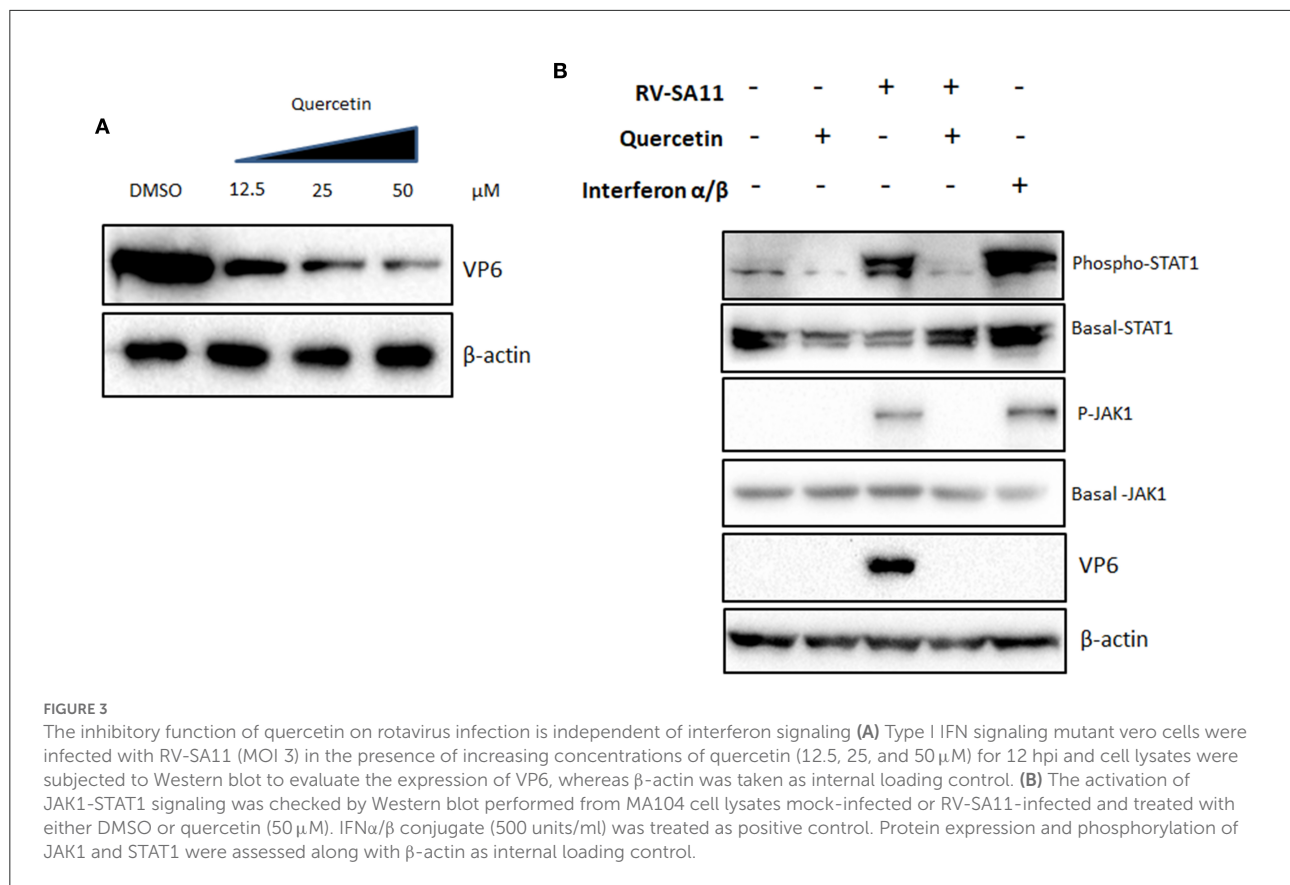 A
Quercetin
DMSO 12.5 25 50 μM
VP6
β-actin
B
RV-SA11 - - + + -
Quercetin - + - + -
Interferon α/β - - - - +
Phospho-STAT1
Basal-STAT1
P-JAK1
Basal -JAK1
VP6
β-actin
FIGURE 3
The inhibitory function of quercetin on rotavirus infection is independent of interferon signaling (A) Type I IFN signaling mutant vero cells were
infected with RV-SA11 (MOI 3) in the presence of increasing concentrations of quercetin (12.5, 25, and 50 μM) for 12 hpi and cell lysates were
subjected to Western blot to evaluate the expression of VP6, whereas β-actin was taken as internal loading control. (B) The activation of
JAK1-STAT1 signaling was checked by Western blot performed from MA104 cell lysates mock-infected or RV-SA11-infected and treated with
either DMSO or quercetin (50 μM). IFNα/β conjugate (500 units/ml) was treated as positive control. Protein expression and phosphorylation of
JAK1 and STAT1 were assessed along with β-actin as internal loading control.